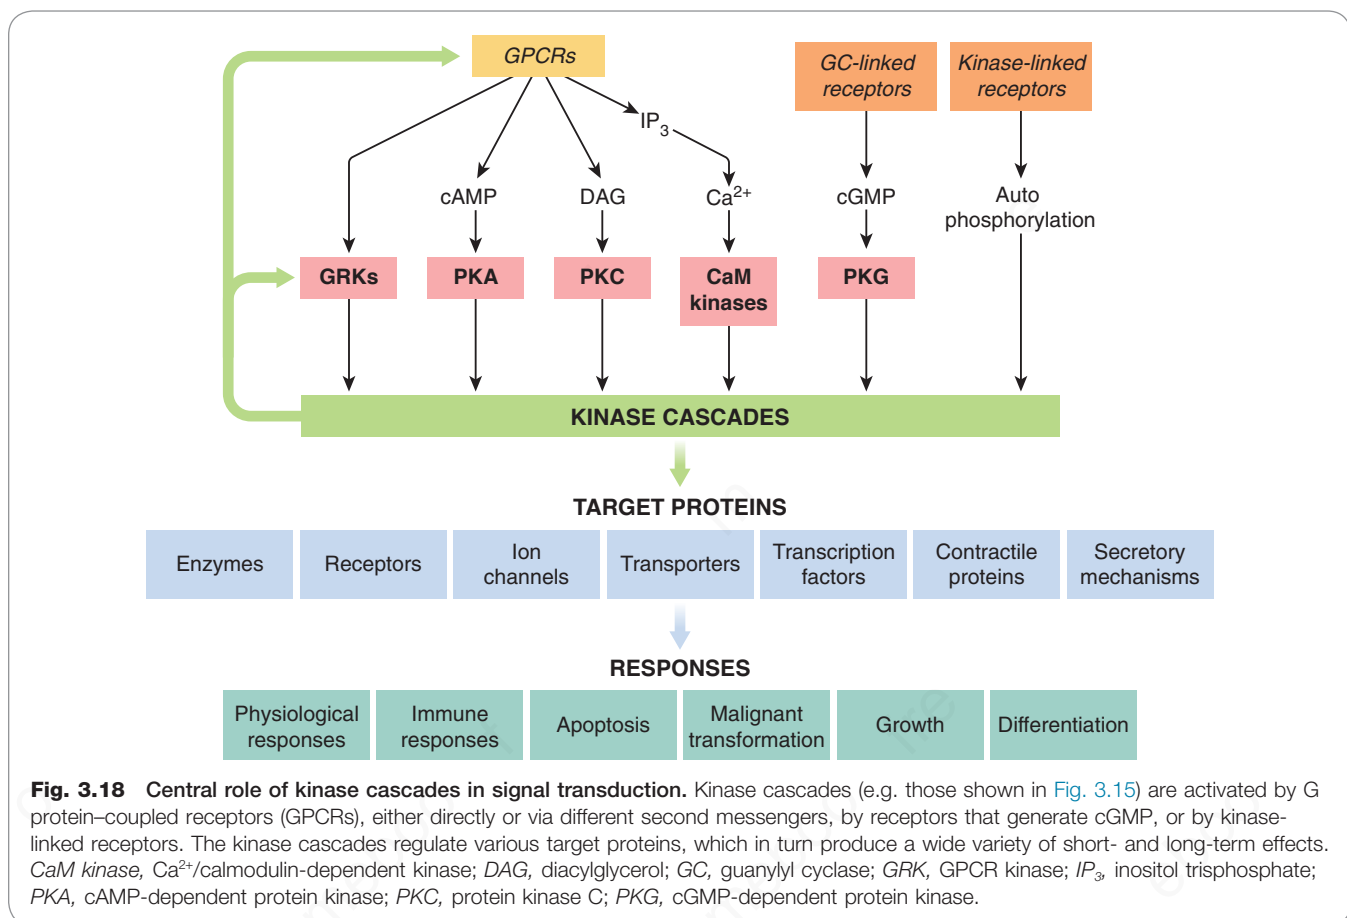 GPCRs
GC-linked
receptors
Kinase-linked
receptors
IP₃
cAMP
DAG
Ca²⁺
cGMP
Auto
phosphorylation
GRKs
PKA
PKC
CaM
kinases
PKG
KINASE CASCADES
TARGET PROTEINS
Enzymes
Receptors
Ion
channels
Transporters
Transcription
factors
Contractile
proteins
Secretory
mechanisms
RESPONSES
Physiological
responses
Immune
responses
Apoptosis
Malignant
transformation
Growth
Differentiation
Fig. 3.18 Central role of kinase cascades in signal transduction. Kinase cascades (e.g. those shown in Fig. 3.15) are activated by G
protein–coupled receptors (GPCRs), either directly or via different second messengers, by receptors that generate cGMP, or by kinase-
linked receptors. The kinase cascades regulate various target proteins, which in turn produce a wide variety of short- and long-term effects.
CaM kinase, Ca²⁺/calmodulin-dependent kinase; DAG, diacylglycerol; GC, guanylyl cyclase; GRK, GPCR kinase; IP₃, inositol trisphosphate;
PKA, cAMP-dependent protein kinase; PKC, protein kinase C; PKG, cGMP-dependent protein kinase.